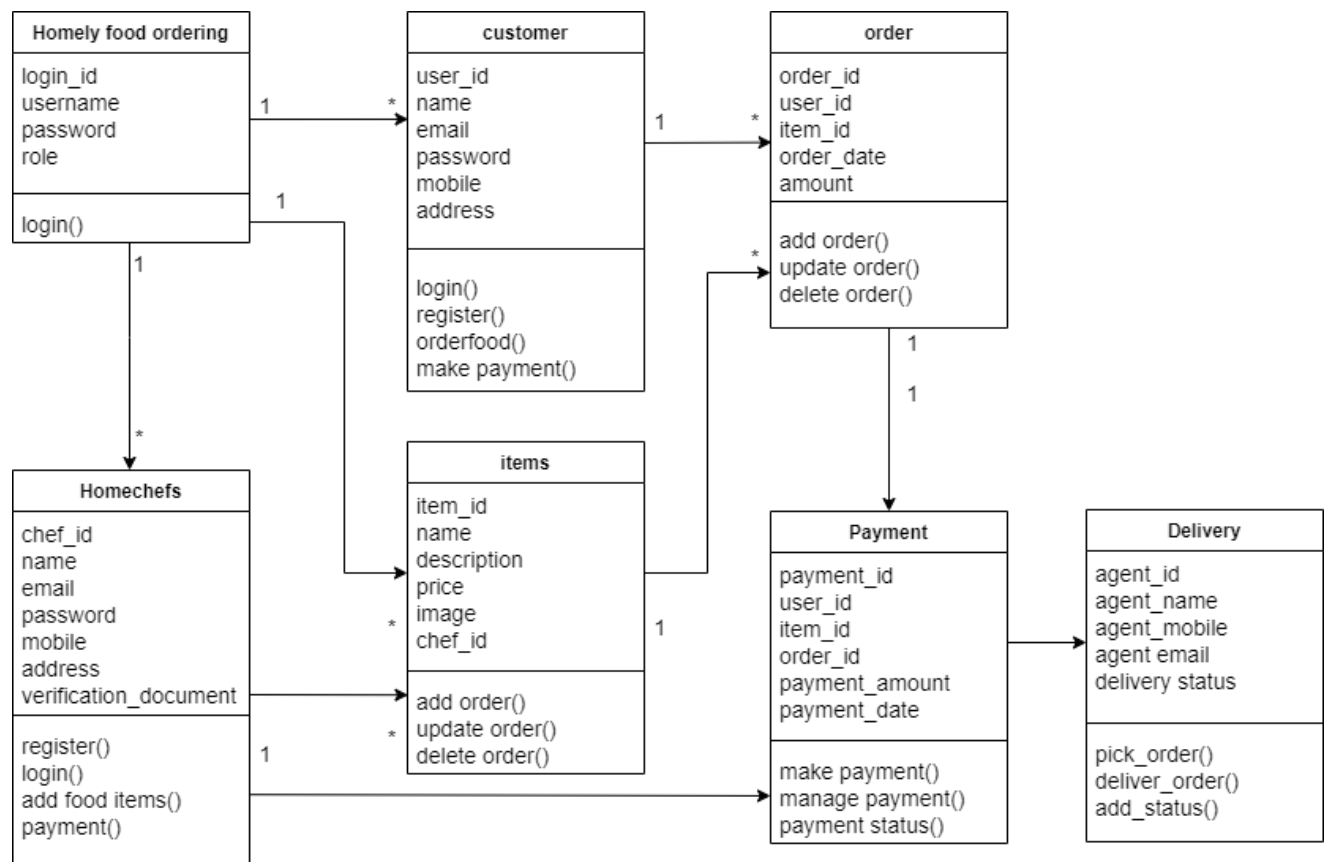 Homely food ordering
login_id
username
password
role
login()
1
*
1
1
*
customer
user_id
name
email
password
mobile
address
login()
register()
orderfood()
make payment()
1
*
order
order_id
user_id
item_id
order_date
amount
add order()
update order()
delete order()
*
1
1
Homechefs
chef_id
name
email
password
mobile
address
verification_document
register()
login()
add food items()
payment()
1
*
*
items
item_id
name
description
price
image
chef_id
add order()
update order()
delete order()
1
Payment
payment_id
user_id
item_id
order_id
payment_amount
payment_date
make payment()
manage payment()
payment status()
Delivery
agent_id
agent_name
agent_mobile
agent email
delivery status
pick_order()
deliver_order()
add_status()